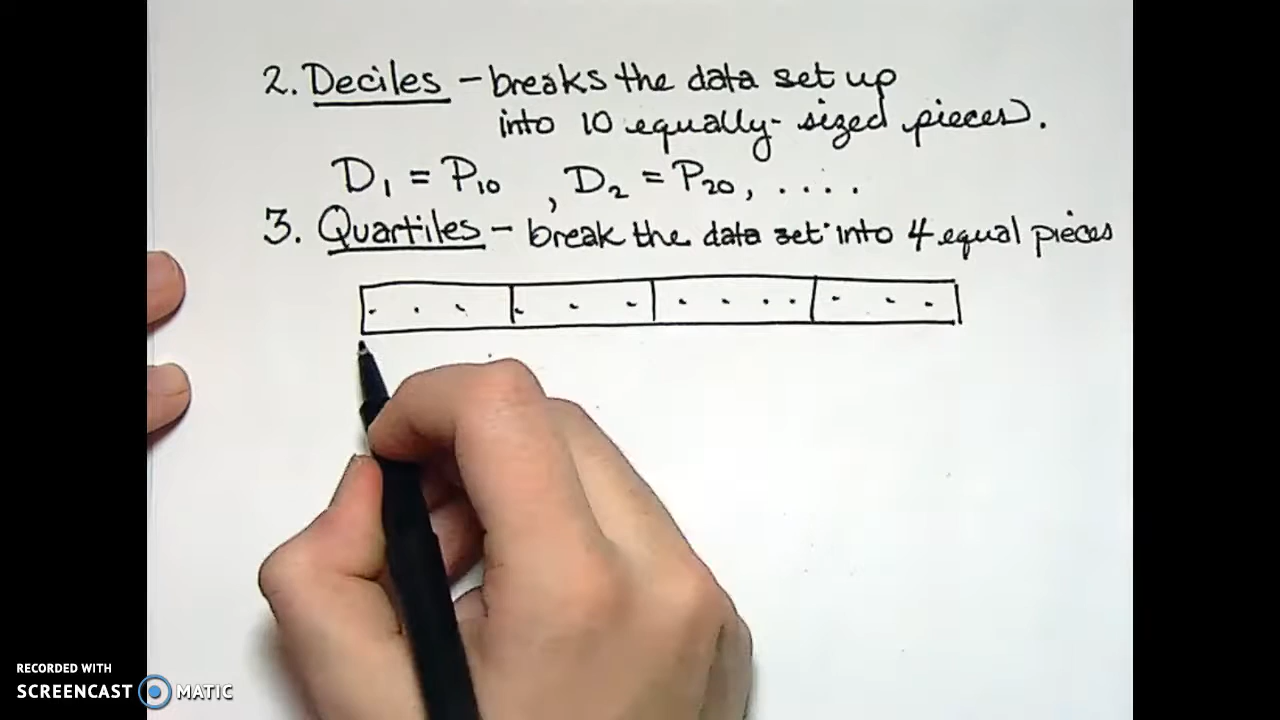 2. Deciles - breaks the data set up
into 10 equally-sized pieces.
D₁ = P₁₀ , D₂ = P₂₀, ....
3. Quartiles - break the data set into 4 equal pieces
RECORDED WITH
SCREENCAST MATIC